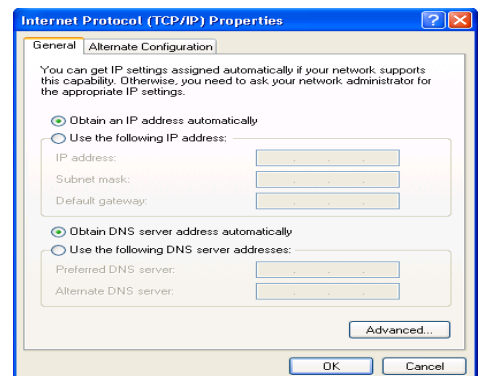 Internet Protocol (TCP/IP) Properties
General
Alternate Configuration
You can get IP settings assigned automatically if your network supports
this capability. Otherwise, you need to ask your network administrator for
the appropriate IP settings.
Obtain an IP address automatically
Use the following IP address:
IP address:
Subnet mask:
Default gateway:
Obtain DNS server address automatically
Use the following DNS server addresses:
Preferred DNS server:
Alternate DNS server:
Advanced...
OK
Cancel